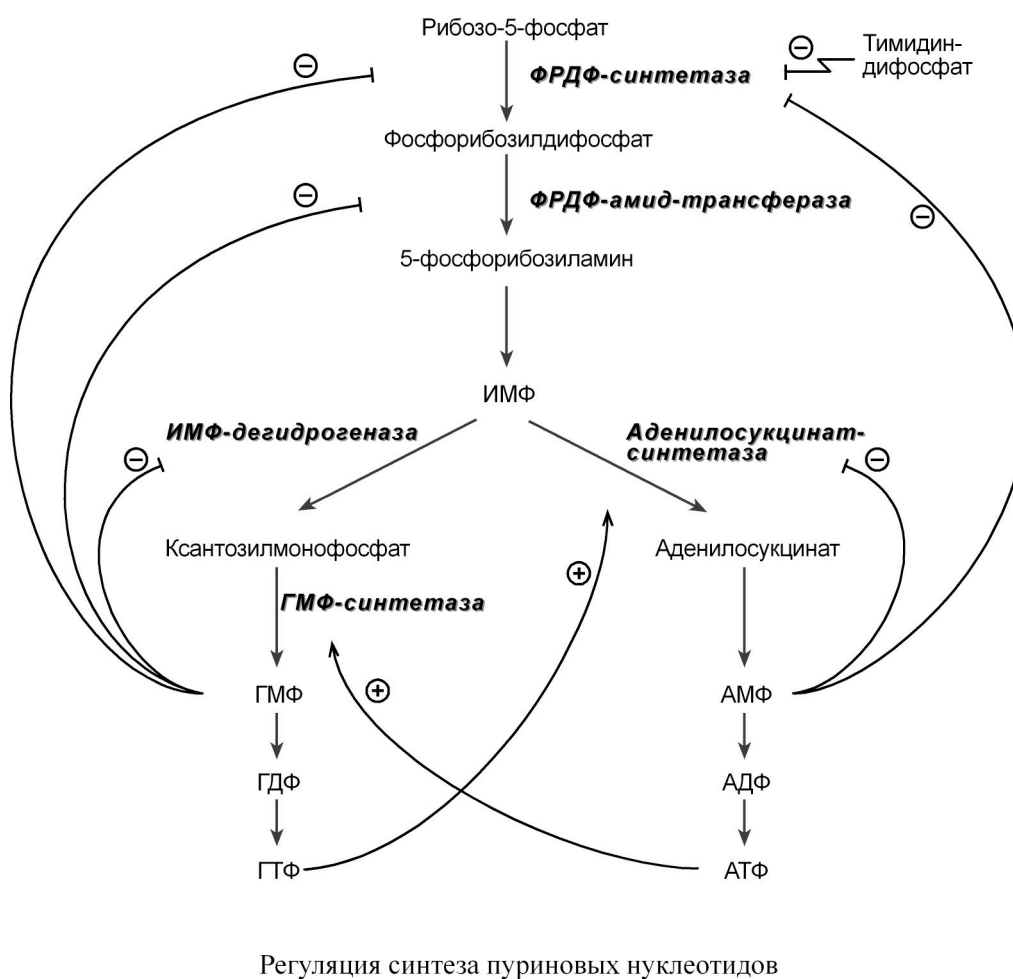 Рибозо-5-фосфат
⊖
⊖
Тимидин-
дифосфат
ФРДФ-синтетаза
Фосфорибозилдифосфат
⊖
ФРДФ-амид-трансфераза
⊖
5-фосфорибозиламин
ИМФ
ИМФ-дегидрогеназа
Аденилосукцинат-
синтетаза
⊖
⊖
Ксантозилмонофосфат
Аденилосукцинат
⊕
ГМФ-синтетаза
ГМФ
⊕
АМФ
ГДФ
АДФ
ГТФ
АТФ
Регуляция синтеза пуриновых нуклеотидов